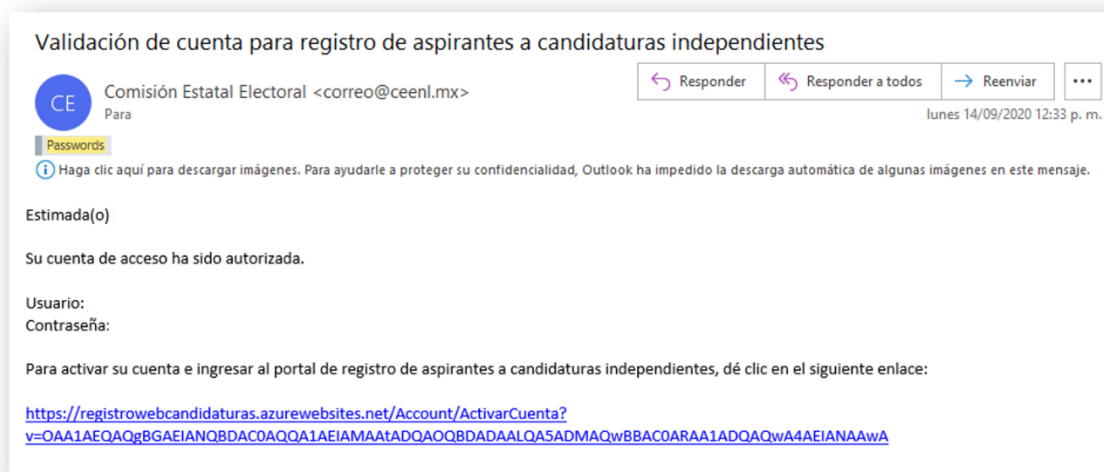 Validación de cuenta para registro de aspirantes a candidaturas independientes
CE
Comisión Estatal Electoral <correo@ceenl.mx>
Para
Responder
Responder a todos
Reenviar
...
lunes 14/09/2020 12:33 p. m.
Passwords
Haga clic aquí para descargar imágenes. Para ayudarle a proteger su confidencialidad, Outlook ha impedido la descarga automática de algunas imágenes en este mensaje.
Estimada(o)
Su cuenta de acceso ha sido autorizada.
Usuario:
Contraseña:
Para activar su cuenta e ingresar al portal de registro de aspirantes a candidaturas independientes, dé clic en el siguiente enlace:
https://registrowebcandidaturas.azurewebsites.net/Account/ActivarCuenta?
v=OAA1AEQAQgBGAEIANQBDAC0AQQA1AEIAMAAtADQAOQBDADAALQA5ADMAQwBBAC0ARAA1ADQAQwA4AEIANAAwA